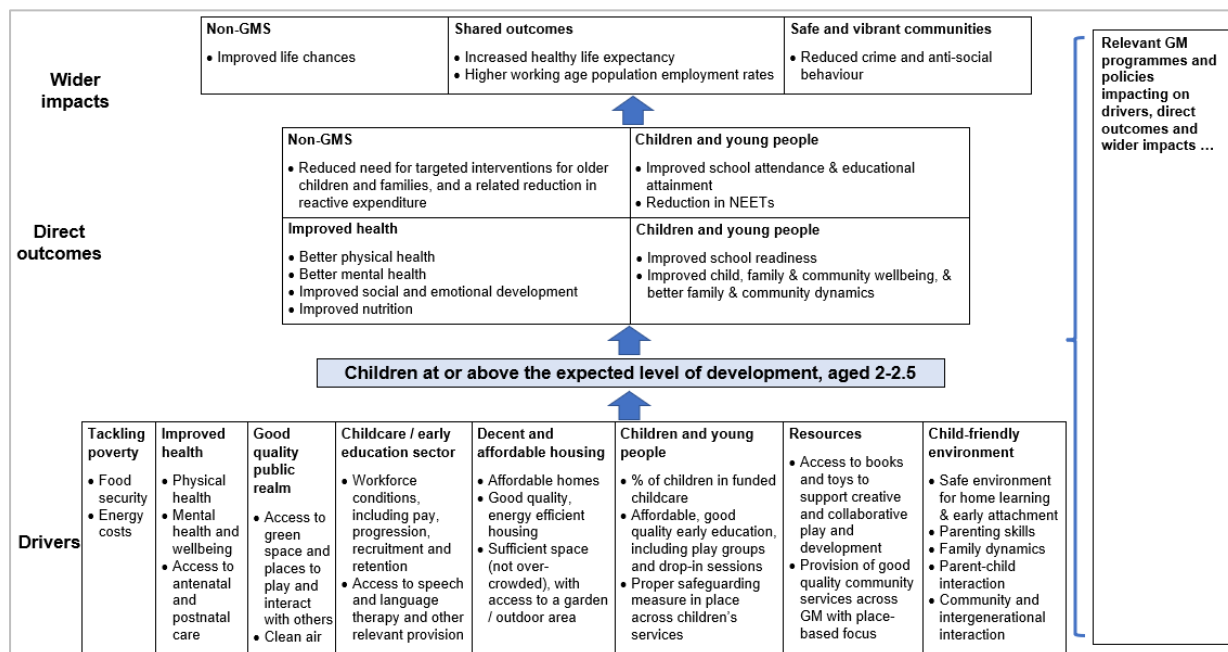 Wider
impacts
Non-GMS
• Improved life chances
Shared outcomes
• Increased healthy life expectancy
• Higher working age population employment rates
Safe and vibrant communities
• Reduced crime and anti-social
behaviour
Relevant GM
programmes and
policies
impacting on
drivers, direct
outcomes and
wider impacts ...
Direct
outcomes
Non-GMS
• Reduced need for targeted interventions for older
children and families, and a related reduction in
reactive expenditure
Children and young people
• Improved school attendance & educational
attainment
• Reduction in NEETs
Improved health
• Better physical health
• Better mental health
• Improved social and emotional development
• Improved nutrition
Children and young people
• Improved school readiness
• Improved child, family & community wellbeing, &
better family & community dynamics
Children at or above the expected level of development, aged 2-2.5
Drivers
Tackling
poverty
• Food
security
• Energy
costs
Improved
health
• Physical
health
• Mental
health and
wellbeing
• Access to
antenatal
and
postnatal
care
Good
quality
public
realm
• Access to
green
space and
places to
play and
interact
with others
• Clean air
Childcare / early
education sector
• Workforce
conditions,
including pay,
progression,
recruitment and
retention
• Access to speech
and language
therapy and other
relevant provision
Decent and
affordable housing
• Affordable homes
• Good quality,
energy efficient
housing
• Sufficient space
(not over-
crowded), with
access to a garden
/ outdoor area
Children and young
people
• % of children in funded
childcare
• Affordable, good
quality early education,
including play groups
and drop-in sessions
• Proper safeguarding
measure in place
across children's
services
Resources
• Access to books
and toys to
support creative
and collaborative
play and
development
• Provision of good
quality community
services across
GM with place-
based focus
Child-friendly
environment
• Safe environment
for home learning
& early attachment
• Parenting skills
• Family dynamics
• Parent-child
interaction
• Community and
intergenerational
interaction